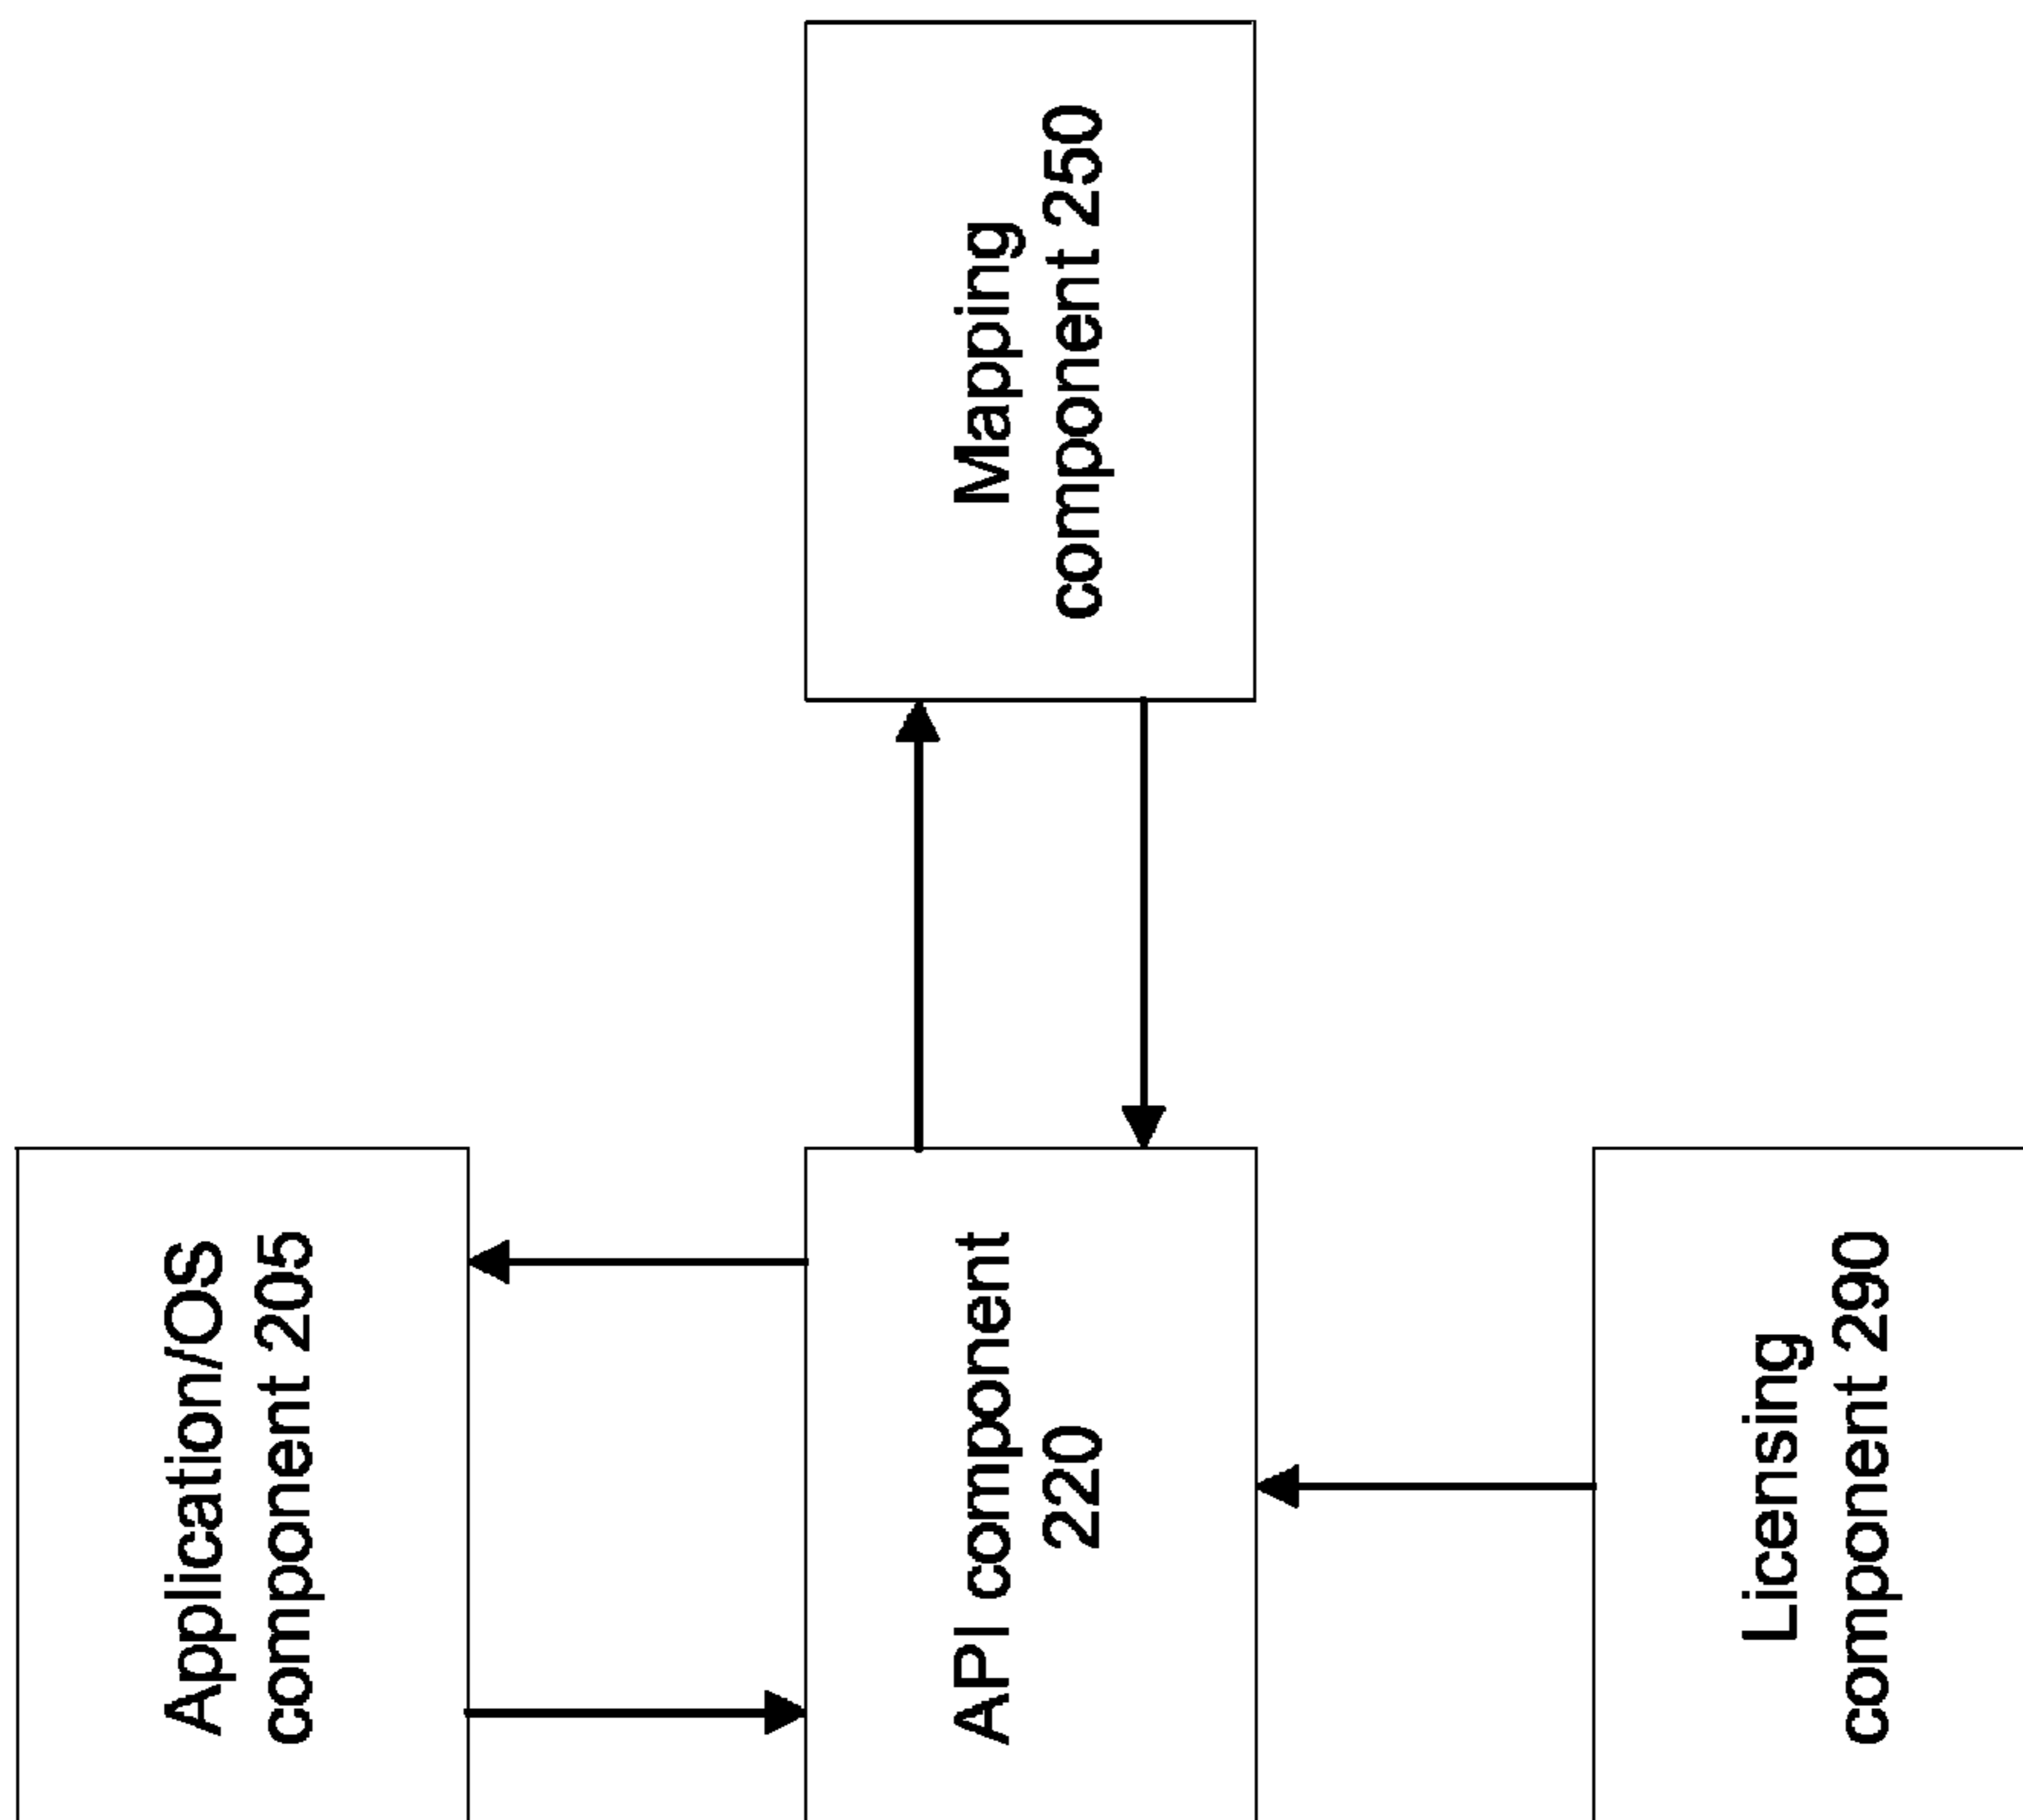 Application/OS
component 205
API component
220
Mapping
component 250
Licensing
component 290